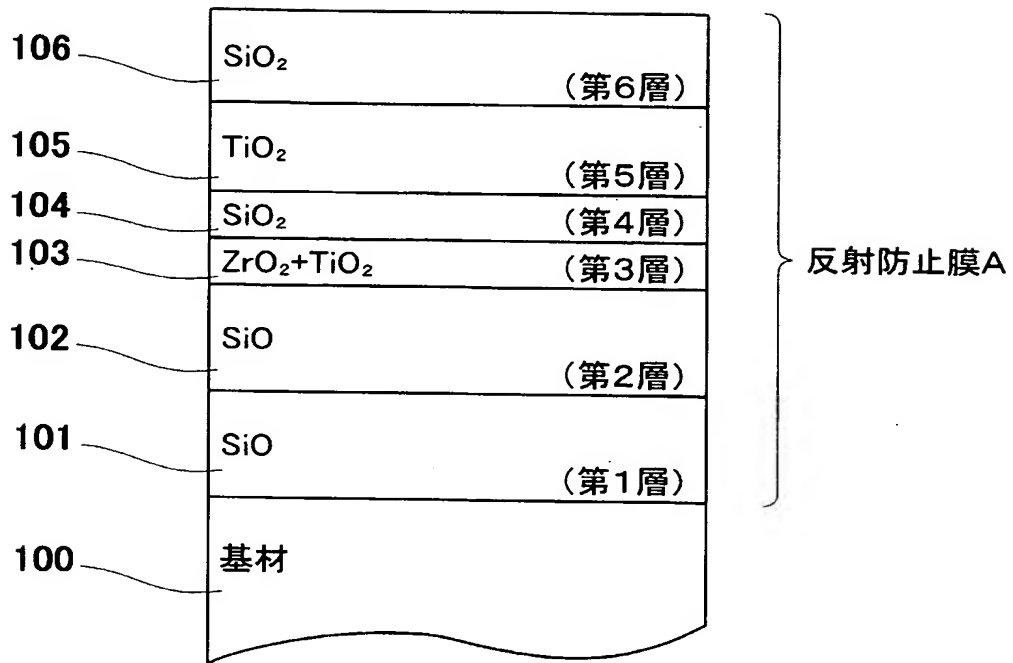 106 SiO₂ (第6層)
105 TiO₂ (第5層)
104 SiO₂ (第4層)
103 ZrO₂+TiO₂ (第3層) 反射防止膜A
102 SiO (第2層)
101 SiO (第1層)
100 基材